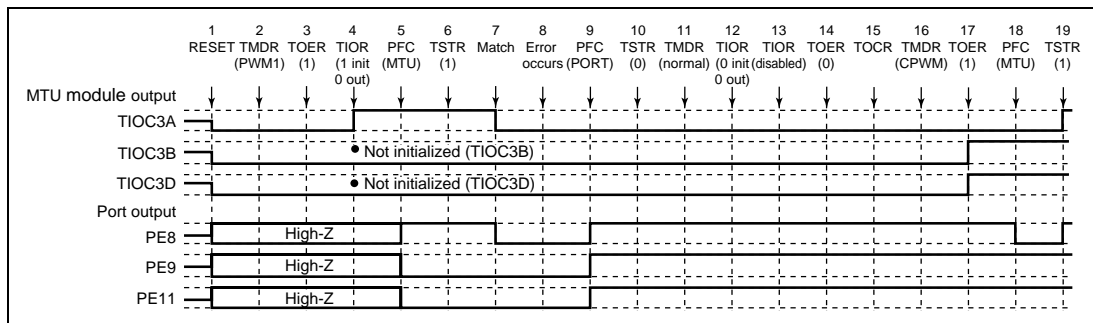 1 2 3 4 5 6 7 8 9 10 11 12 13 14 15 16 17 18 19
RESET TMDR TOER TIOR PFC TSTR Match Error PFC TSTR TMDR TIOR TIOR TOER TOCR TMDR TOER PFC TSTR
(PWM1) (1) (1 init (MTU) (1) occurs (PORT) (0) (normal) (0 init (disabled) (0) (CPWM) (1) (MTU) (1)
0 out) 0 out)
MTU module output
TIOC3A
TIOC3B • Not initialized (TIOC3B)
TIOC3D • Not initialized (TIOC3D)
Port output
PE8 High-Z
PE9 High-Z
PE11 High-Z